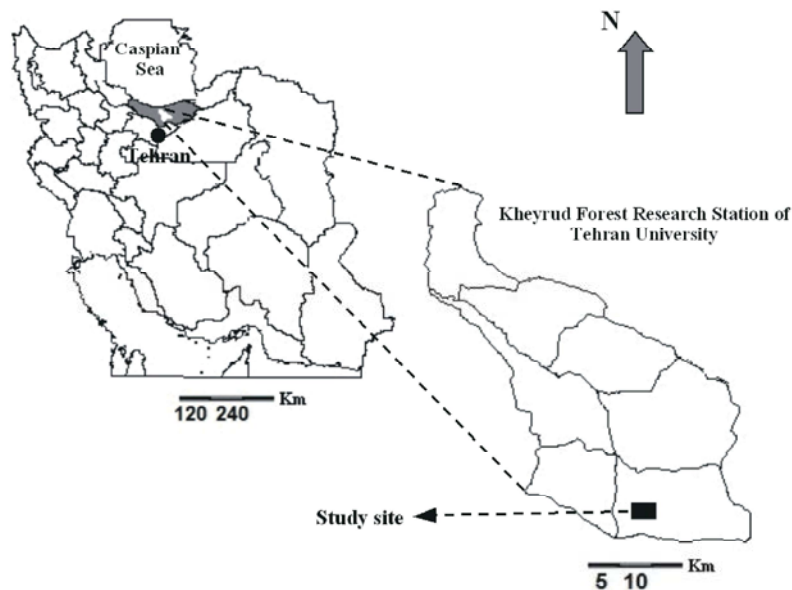 N
Caspian
Sea
Tehran
Kheyrud Forest Research Station of
Tehran University
120 240 Km
Study site
5 10 Km